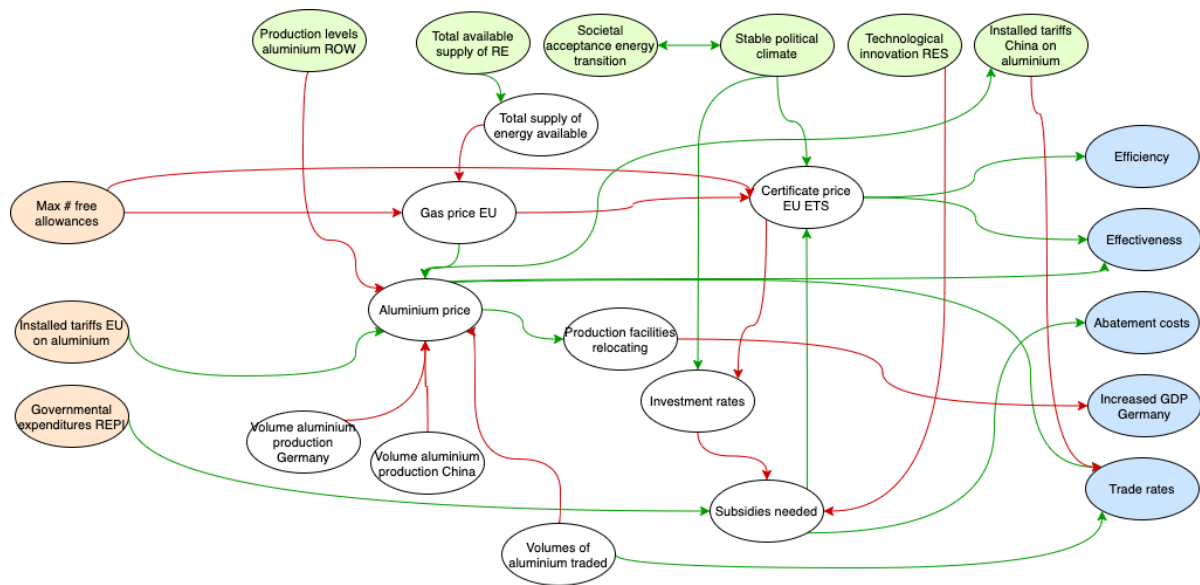 Production levels
aluminium ROW
Total available
supply of RE
Societal
acceptance energy
transition
Stable political
climate
Technological
innovation RES
Installed tariffs
China on
aluminium
Total supply of
energy available
Efficiency
Max # free
allowances
Gas price EU
Certificate price
EU ETS
Effectiveness
Installed tariffs EU
on aluminium
Aluminium price
Production facilities
relocating
Abatement costs
Governmental
expenditures REPI
Investment rates
Increased GDP
Germany
Volume aluminium
production
Germany
Volume aluminium
production China
Subsidies needed
Trade rates
Volumes of
aluminium traded